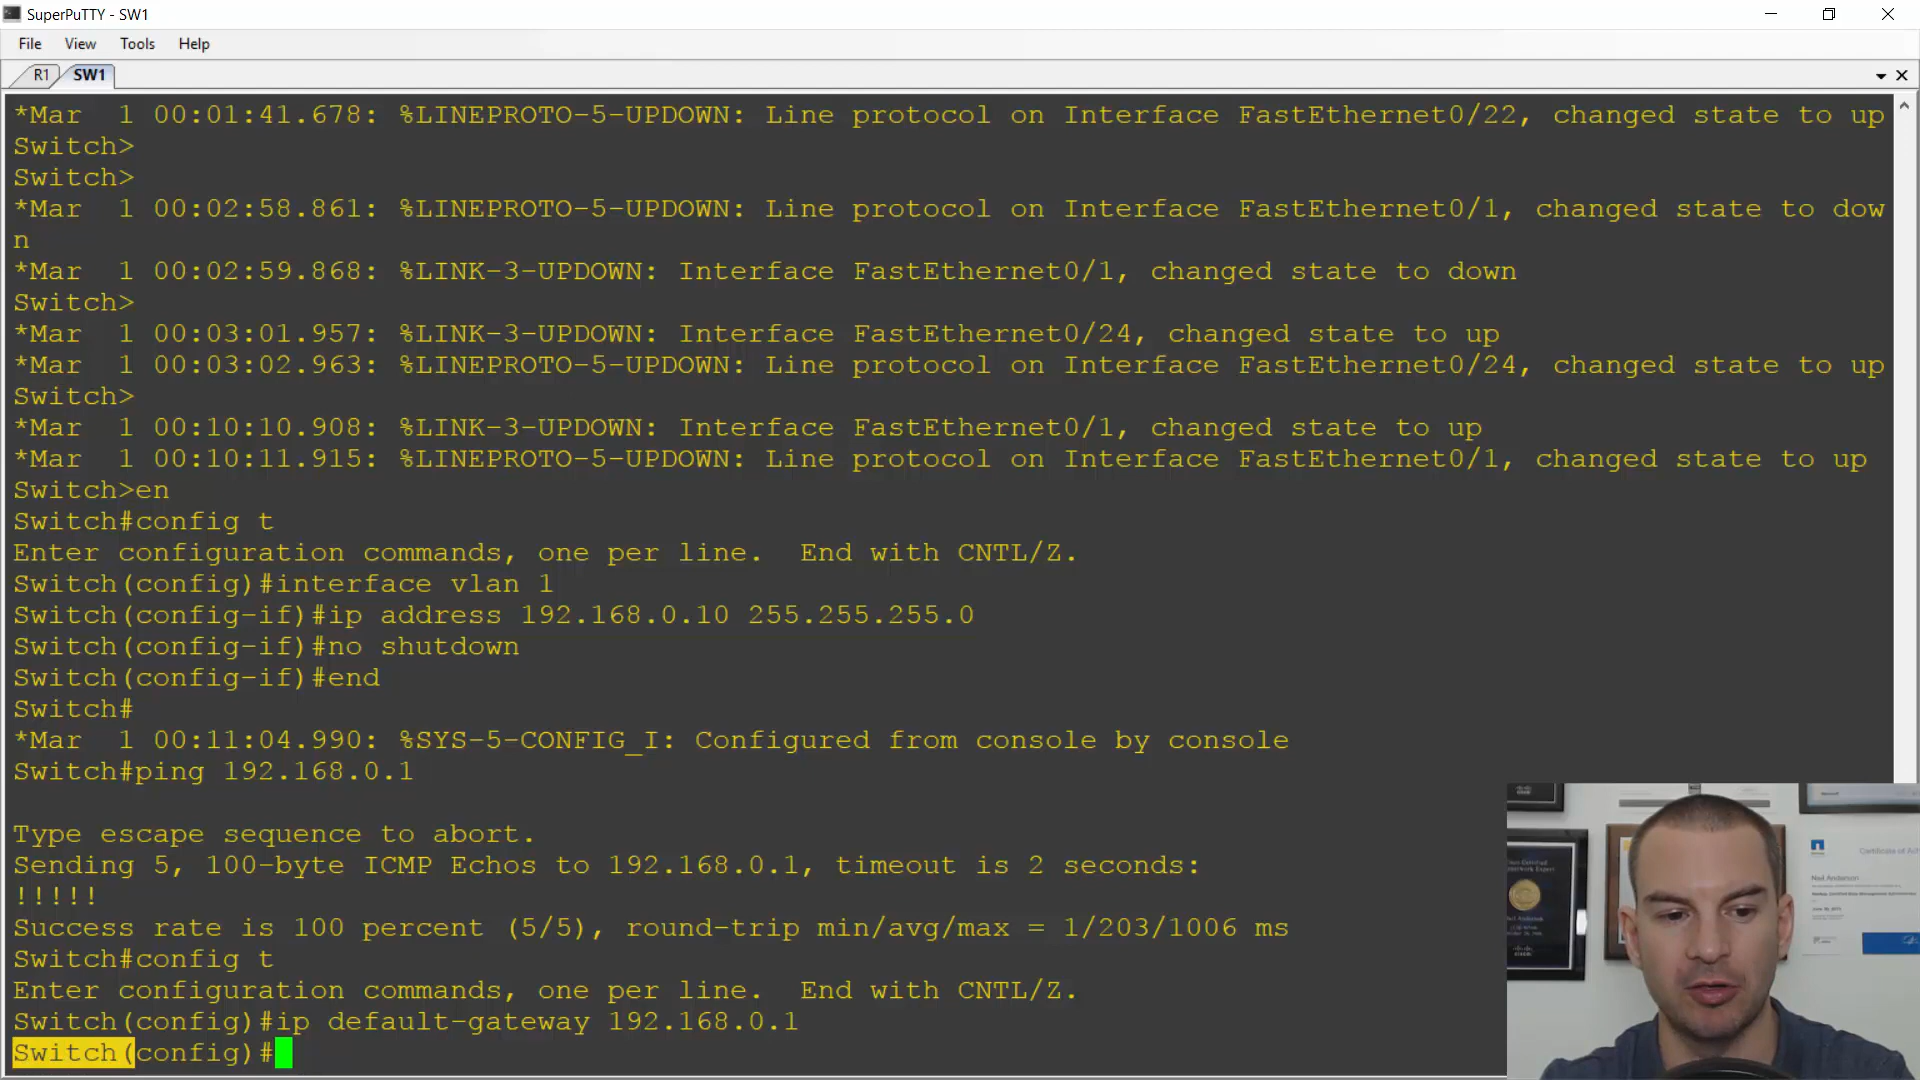 SuperPuTTY - SW1
File View Tools Help
R1 SW1
*Mar  1 00:01:41.678: %LINEPROTO-5-UPDOWN: Line protocol on Interface FastEthernet0/22, changed state to up
Switch>
Switch>
*Mar  1 00:02:58.861: %LINEPROTO-5-UPDOWN: Line protocol on Interface FastEthernet0/1, changed state to dow
n
*Mar  1 00:02:59.868: %LINK-3-UPDOWN: Interface FastEthernet0/1, changed state to down
Switch>
*Mar  1 00:03:01.957: %LINK-3-UPDOWN: Interface FastEthernet0/24, changed state to up
*Mar  1 00:03:02.963: %LINEPROTO-5-UPDOWN: Line protocol on Interface FastEthernet0/24, changed state to up
Switch>
*Mar  1 00:10:10.908: %LINK-3-UPDOWN: Interface FastEthernet0/1, changed state to up
*Mar  1 00:10:11.915: %LINEPROTO-5-UPDOWN: Line protocol on Interface FastEthernet0/1, changed state to up
Switch>en
Switch#config t
Enter configuration commands, one per line.  End with CNTL/Z.
Switch(config)#interface vlan 1
Switch(config-if)#ip address 192.168.0.10 255.255.255.0
Switch(config-if)#no shutdown
Switch(config-if)#end
Switch#
*Mar  1 00:11:04.990: %SYS-5-CONFIG_I: Configured from console by console
Switch#ping 192.168.0.1
Type escape sequence to abort.
Sending 5, 100-byte ICMP Echos to 192.168.0.1, timeout is 2 seconds:
!!!!!
Success rate is 100 percent (5/5), round-trip min/avg/max = 1/203/1006 ms
Switch#config t
Enter configuration commands, one per line.  End with CNTL/Z.
Switch(config)#ip default-gateway 192.168.0.1
Switch(config)#
Certificate of
Neil Anderson